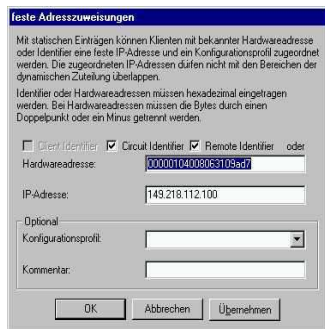 feste Adresszuweisungen
Mit statischen Einträgen können Klienten mit bekannter Hardwareadresse
oder Identifier eine feste IP-Adresse und ein Konfigurationsprofil zugeordnet
werden. Die zugeordneten IP-Adressen dürfen nicht mit den Bereichen der
dynamischen Zuteilung überlappen.
Identifier oder Hardwareadressen müssen hexadezimal eingetragen
werden. Bei Hardwareadressen müssen die Bytes durch einen
Doppelpunkt oder ein Minus getrennt werden.
Client Identifier Circuit Identifier Remote Identifier oder
Hardwareadresse: 00000104008063109ad7
IP-Adresse: 149.218.112.100
Optional
Konfigurationsprofil:
Kommentar:
OK Abbrechen Übernehmen